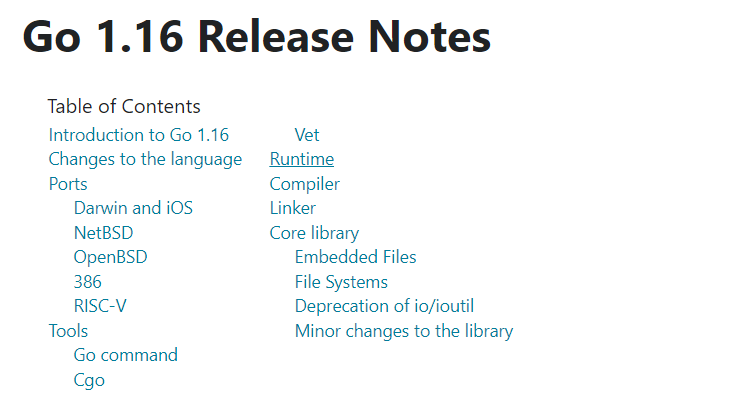 Go 1.16 Release Notes
Table of Contents
Introduction to Go 1.16
Changes to the language
Ports
Darwin and iOS
NetBSD
OpenBSD
386
RISC-V
Tools
Go command
Cgo
Vet
Runtime
Compiler
Linker
Core library
Embedded Files
File Systems
Deprecation of io/ioutil
Minor changes to the library